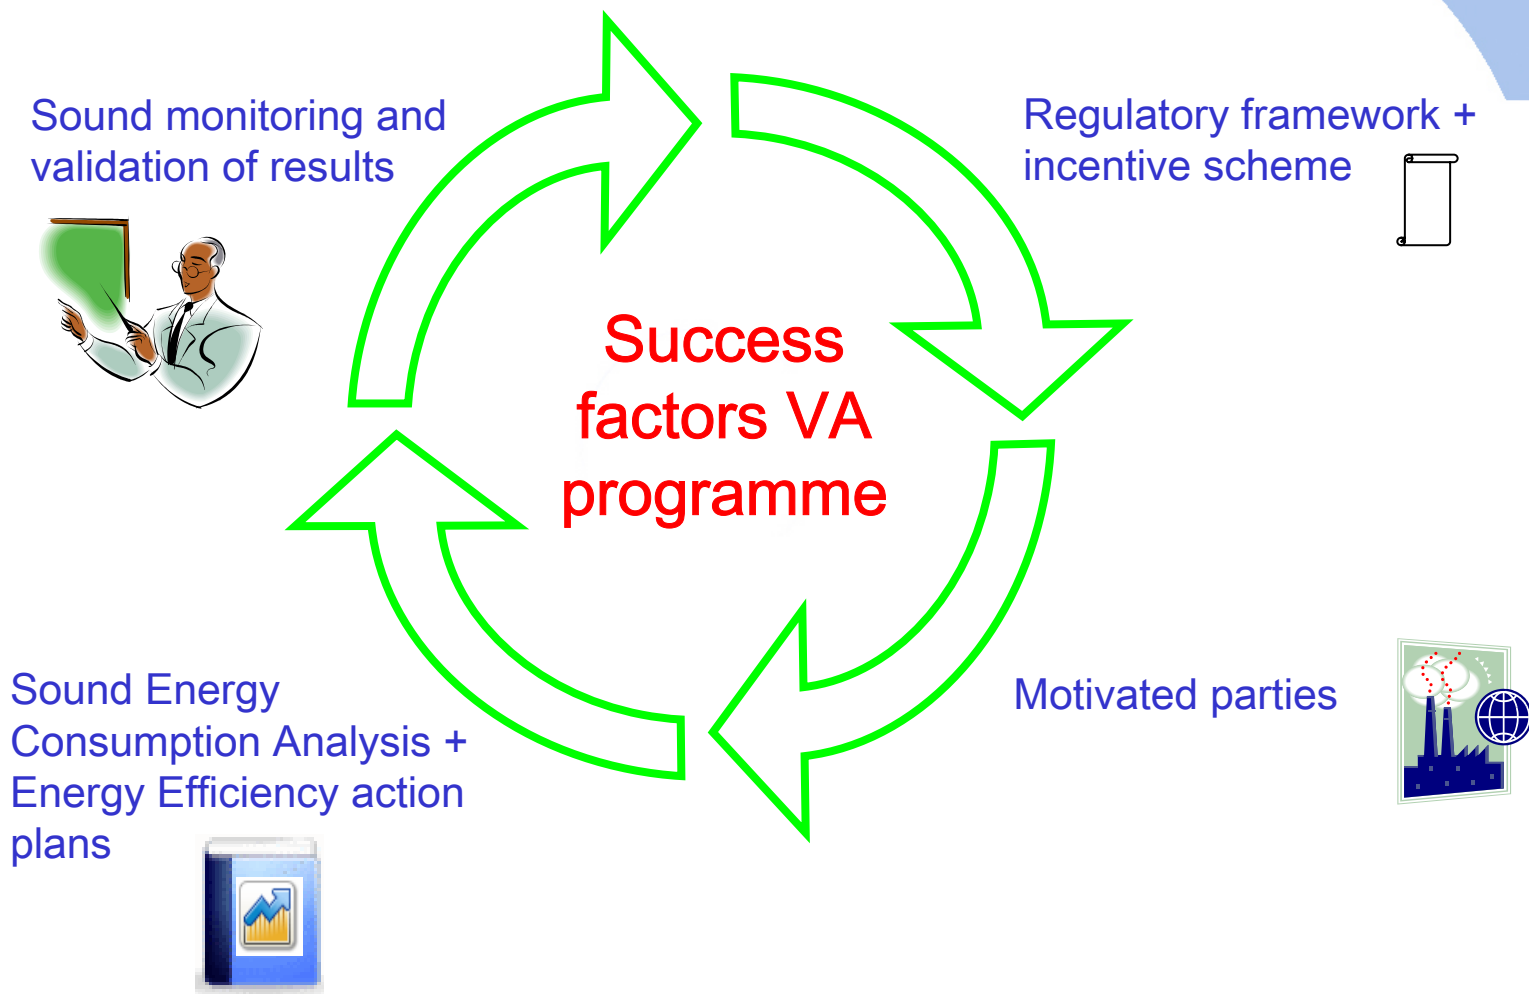 Sound monitoring and
validation of results
Regulatory framework +
incentive scheme
Success
factors VA
programme
Sound Energy
Consumption Analysis +
Energy Efficiency action
plans
Motivated parties